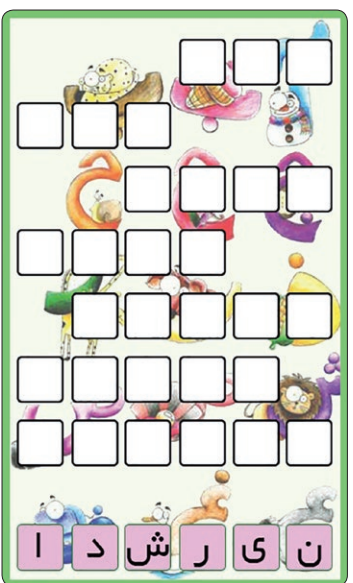 ن ی ر ش د ا